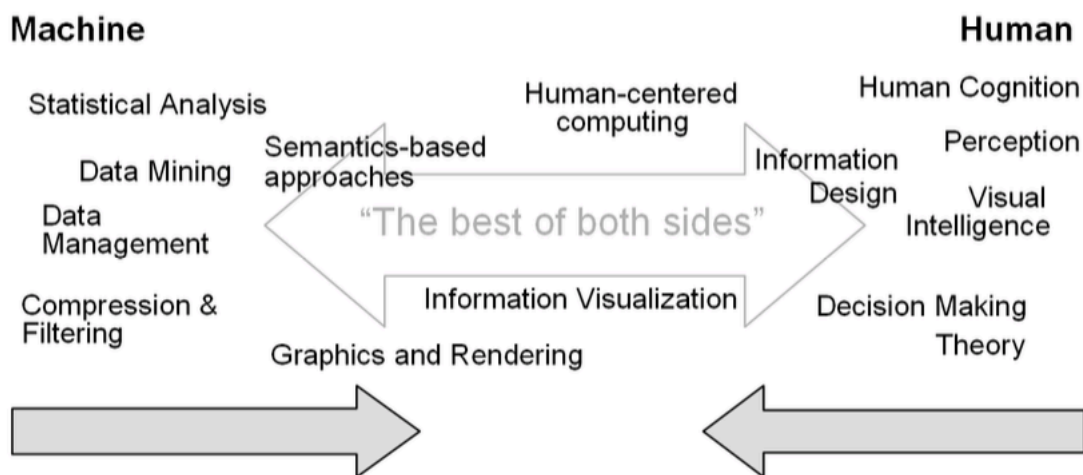 Machine
Human
Statistical Analysis
Human-centered
computing
Human Cognition
Semantics-based
approaches
Perception
Data Mining
Information
Design
Data
Management
"The best of both sides"
Visual
Intelligence
Compression &
Filtering
Information Visualization
Decision Making
Theory
Graphics and Rendering